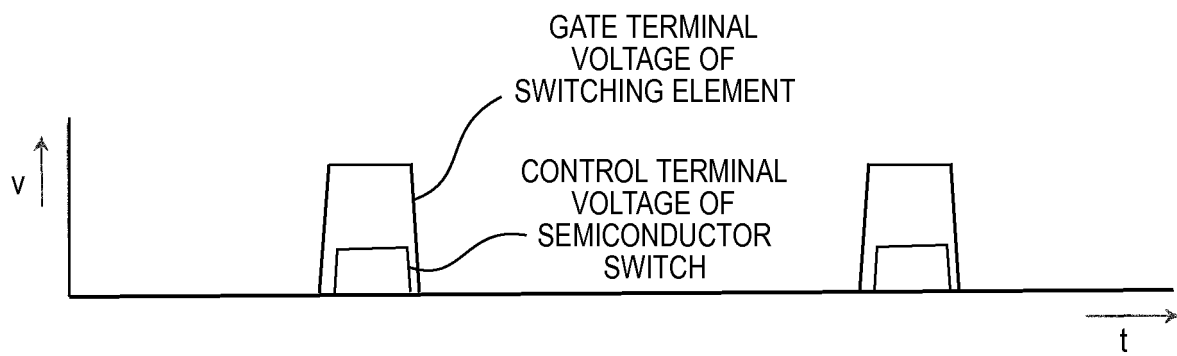 GATE TERMINAL
VOLTAGE OF
SWITCHING ELEMENT
CONTROL TERMINAL
VOLTAGE OF
SEMICONDUCTOR
SWITCH
v
t